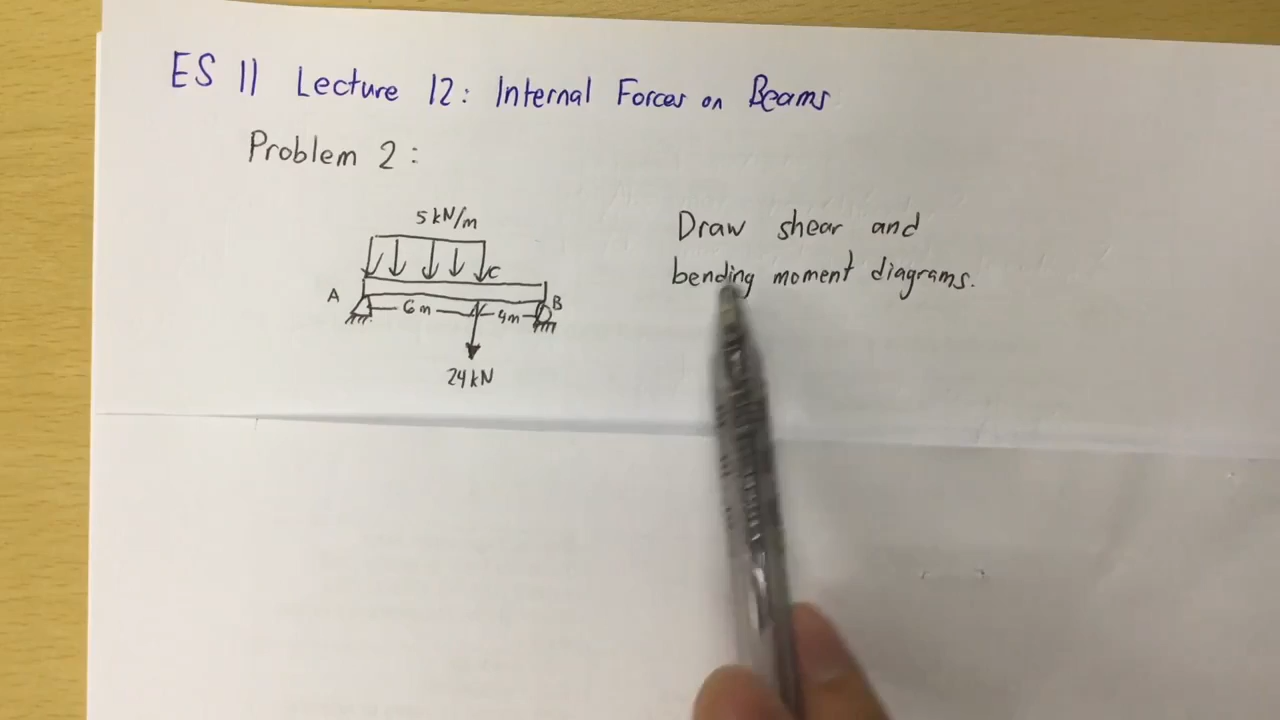 ES 11 Lecture 12: Internal Forces on Beams
Problem 2:
5 kN/m
C
A
B
6 m
4m
24 kN
Draw shear and
bending moment diagrams.